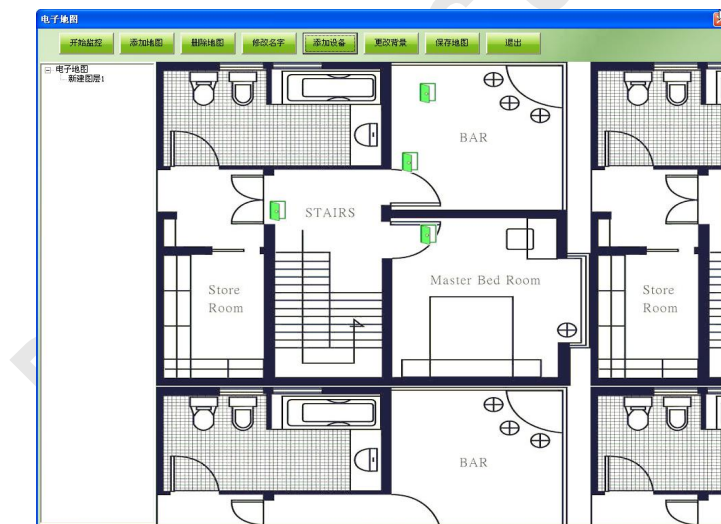 电子地图
开始监控 添加地图 删除地图 修改名字 添加设备 更改背景 保存地图 退出
电子地图
新建图层1
BAR
STAIRS
Master Bed Room
Store
Room
Store
Room
BAR